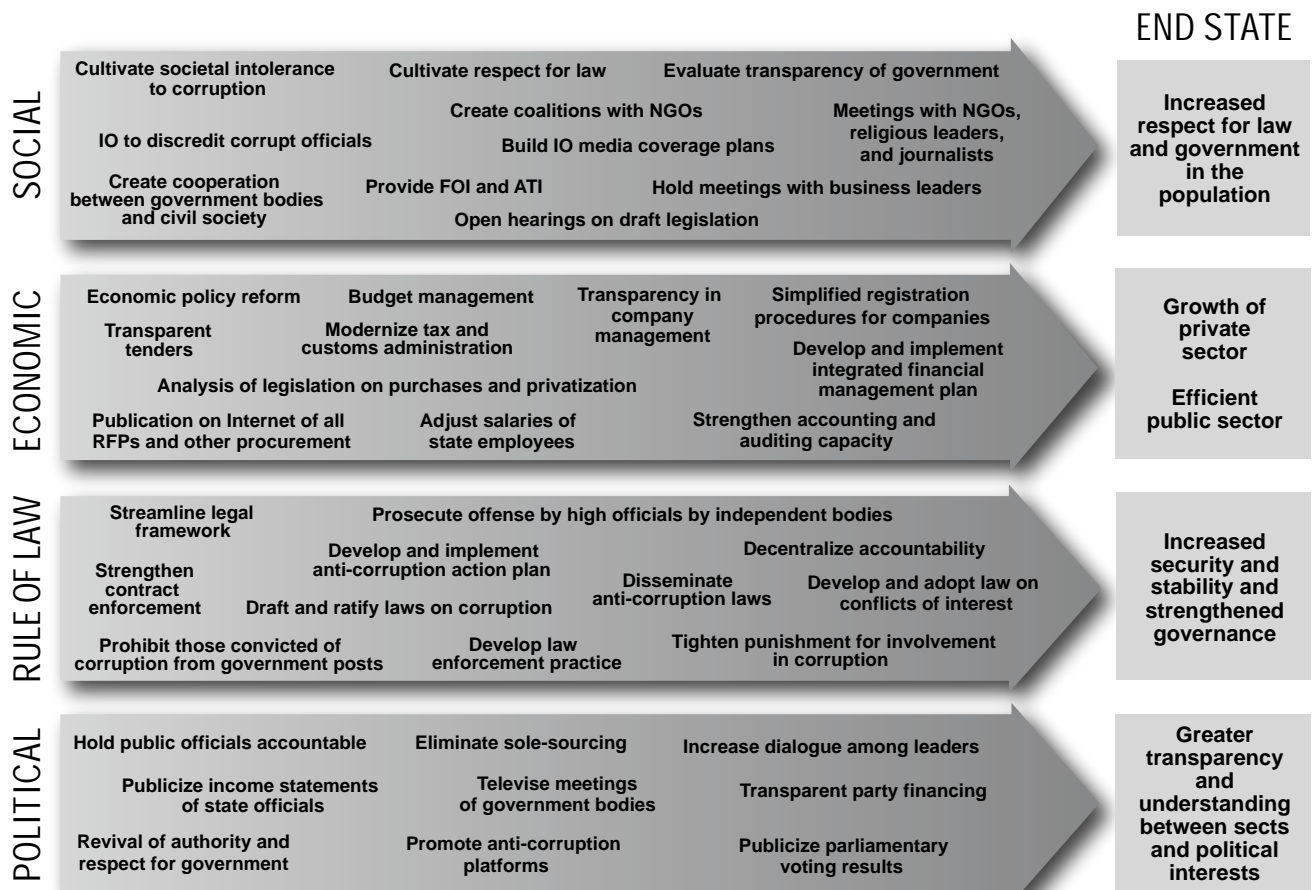 END STATE
SOCIAL
Cultivate societal intolerance
to corruption
Cultivate respect for law
Evaluate transparency of government
Create coalitions with NGOs
Meetings with NGOs,
religious leaders,
and journalists
IO to discredit corrupt officials
Build IO media coverage plans
Create cooperation
between government bodies
and civil society
Provide FOI and ATI
Hold meetings with business leaders
Open hearings on draft legislation
Increased
respect for law
and government
in the
population
ECONOMIC
Economic policy reform
Budget management
Transparency in
company
management
Simplified registration
procedures for companies
Transparent
tenders
Modernize tax and
customs administration
Develop and implement
integrated financial
management plan
Analysis of legislation on purchases and privatization
Publication on Internet of all
RFPs and other procurement
Adjust salaries of
state employees
Strengthen accounting and
auditing capacity
Growth of
private
sector
Efficient
public sector
RULE OF LAW
Streamline legal
framework
Prosecute offense by high officials by independent bodies
Develop and implement
anti-corruption action plan
Decentralize accountability
Strengthen
contract
enforcement
Disseminate
anti-corruption laws
Develop and adopt law on
conflicts of interest
Draft and ratify laws on corruption
Prohibit those convicted of
corruption from government posts
Develop law
enforcement practice
Tighten punishment for involvement
in corruption
Increased
security and
stability and
strengthened
governance
POLITICAL
Hold public officials accountable
Eliminate sole-sourcing
Increase dialogue among leaders
Publicize income statements
of state officials
Televise meetings
of government bodies
Transparent party financing
Revival of authority and
respect for government
Promote anti-corruption
platforms
Publicize parliamentary
voting results
Greater
transparency
and
understanding
between sects
and political
interests